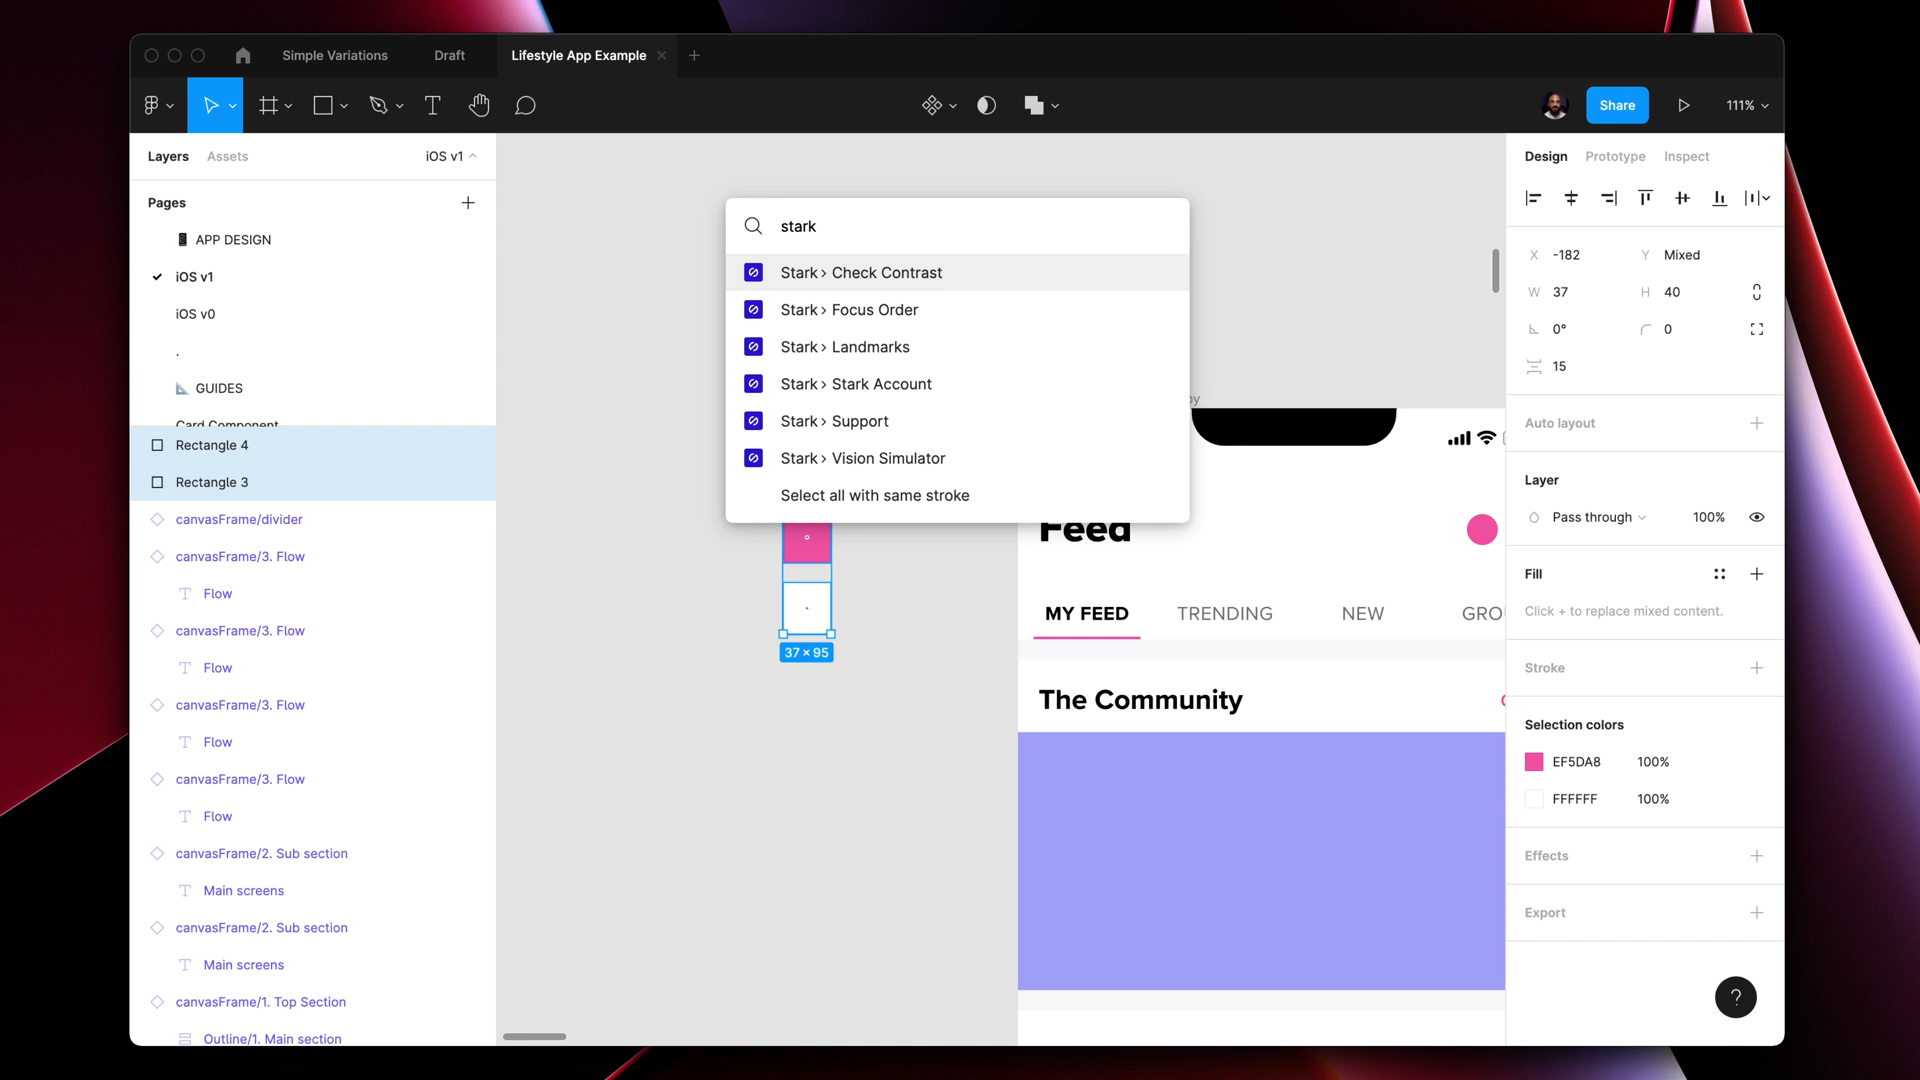 Simple Variations
Draft
Lifestyle App Example
Share
111%
Layers
Assets
iOS v1
Pages
APP DESIGN
iOS v1
iOS v0
.
GUIDES
Card Component
Rectangle 4
Rectangle 3
canvasFrame/divider
canvasFrame/3. Flow
Flow
canvasFrame/3. Flow
Flow
canvasFrame/3. Flow
Flow
canvasFrame/3. Flow
Flow
canvasFrame/2. Sub section
Main screens
canvasFrame/2. Sub section
Main screens
canvasFrame/1. Top Section
Outline/1. Main section
stark
Stark › Check Contrast
Stark › Focus Order
Stark › Landmarks
Stark › Stark Account
Stark › Support
Stark › Vision Simulator
Select all with same stroke
37 × 95
Feed
MY FEED
TRENDING
NEW
GRO
The Community
Design
Prototype
Inspect
X -182
Y Mixed
W 37
H 40
0°
0
15
Auto layout
Layer
Pass through
100%
Fill
Click + to replace mixed content.
Stroke
Selection colors
EF5DA8 100%
FFFFFF 100%
Effects
Export
?